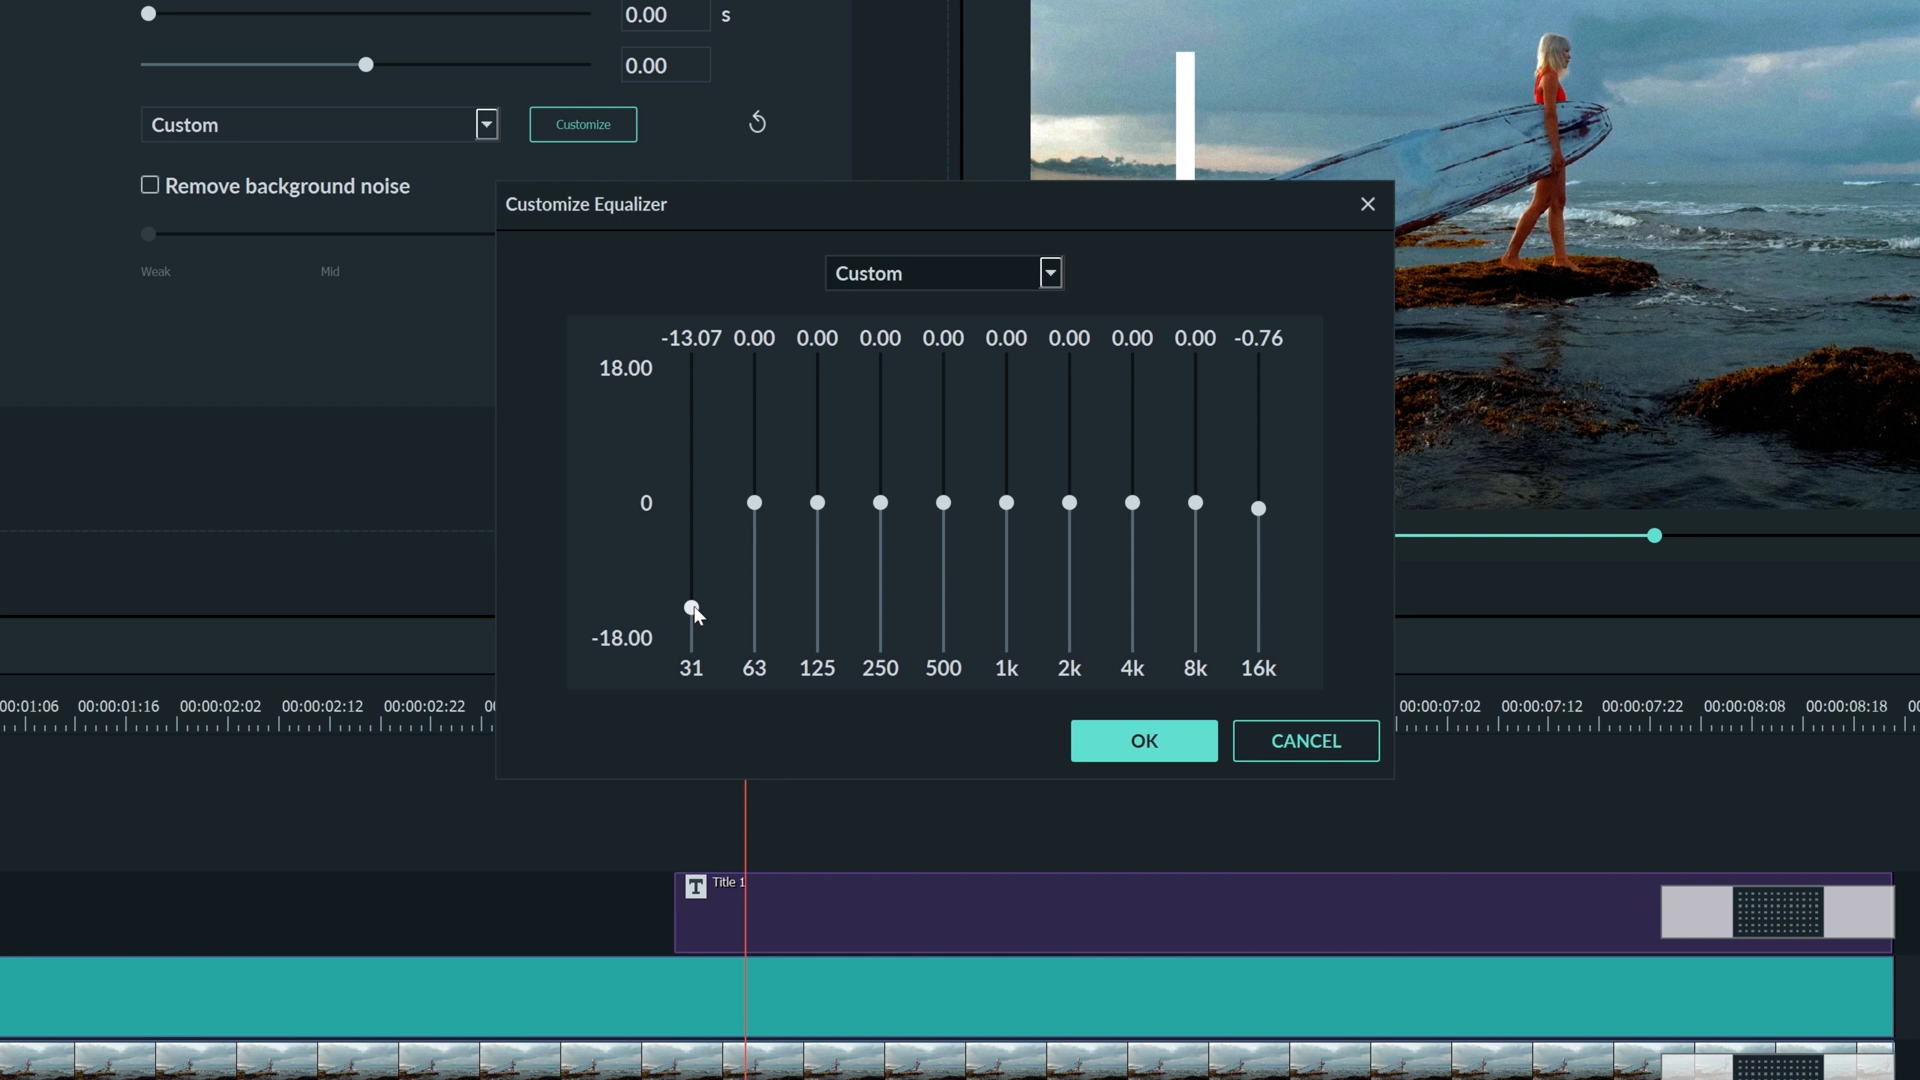 0.00 s
0.00
Custom Customize
Remove background noise
Weak Mid
Customize Equalizer
Custom
-13.07 0.00 0.00 0.00 0.00 0.00 0.00 0.00 0.00 -0.76
18.00
0
-18.00
31 63 125 250 500 1k 2k 4k 8k 16k
OK CANCEL
00:01:06 00:00:01:16 00:00:02:02 00:00:02:12 00:00:02:22 00:00:07:02 00:00:07:12 00:00:07:22 00:00:08:08 00:00:08:18
T Title 1